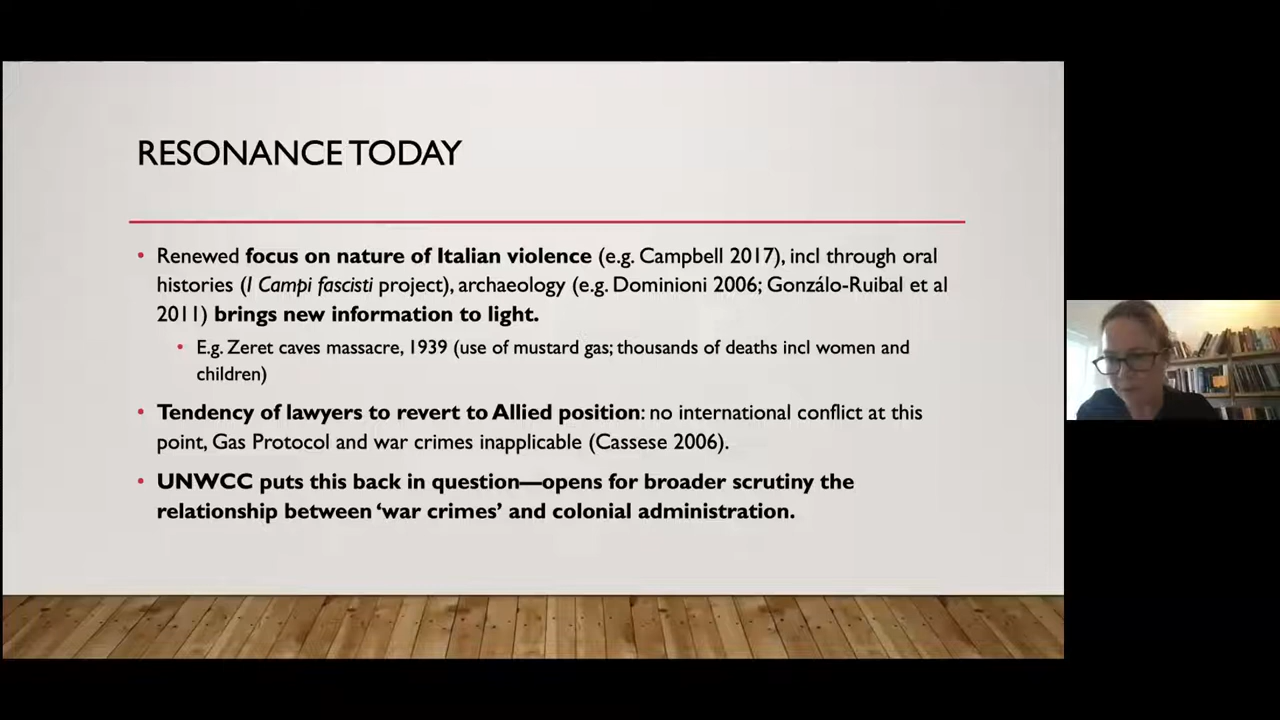 RESONANCE TODAY
• Renewed focus on nature of Italian violence (e.g. Campbell 2017), incl through oral
histories (I Campi fascisti project), archaeology (e.g. Dominioni 2006; Gonzálo-Ruibal et al
2011) brings new information to light.
• E.g. Zeret caves massacre, 1939 (use of mustard gas; thousands of deaths incl women and
children)
• Tendency of lawyers to revert to Allied position: no international conflict at this
point, Gas Protocol and war crimes inapplicable (Cassese 2006).
• UNWCC puts this back in question—opens for broader scrutiny the
relationship between ‘war crimes’ and colonial administration.